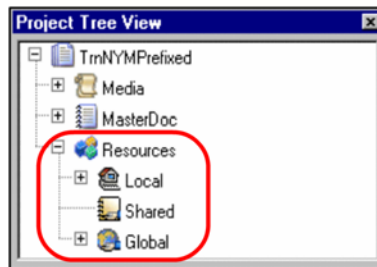 Project Tree View
TrnNYMPrefixed
Media
MasterDoc
Resources
Local
Shared
Global